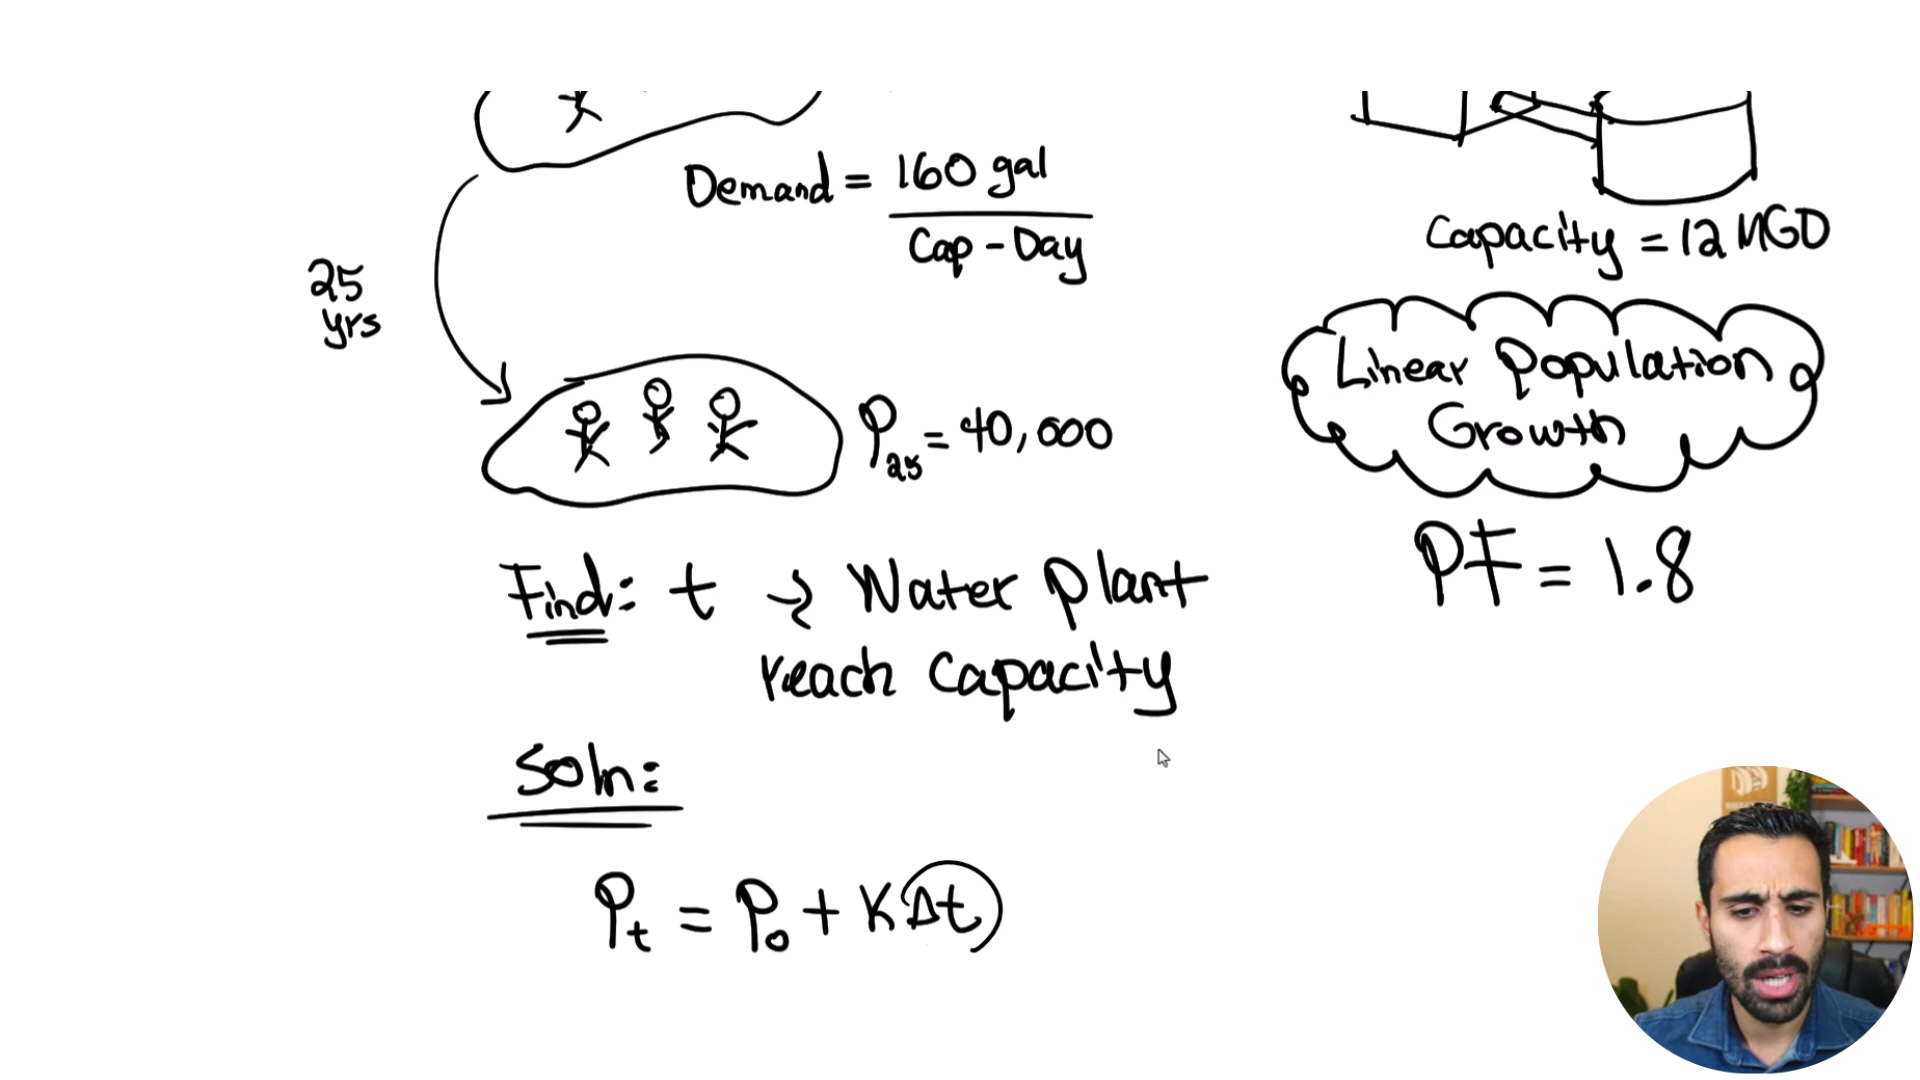 Demand = 160 gal
Cap - Day
Capacity = 12 MGD
25
yrs
Linear Population
Growth
P25 = 40,000
PF = 1.8
Find: t → Water plant
reach capacity
Soln:
Pt = P0 + KΔt